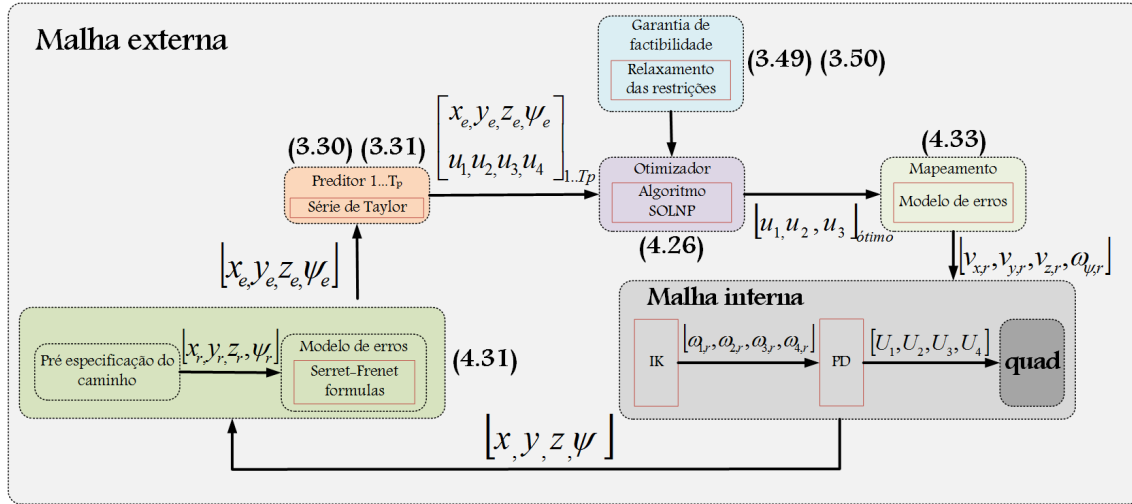 Malha externa
Garantia de
factibilidade
Relaxamento
das restrições
(3.49) (3.50)
[x_e, y_e, z_e, ψ_e
u_1, u_2, u_3, u_4]_1..Tp
(3.30) (3.31)
Preditor 1...T_p
Série de Taylor
Otimizador
Algoritmo
SOLNP
(4.26)
⌊u_1, u_2 , u_3⌋_ótimo
(4.33)
Mapeamento
Modelo de erros
⌊x_e, y_e, z_e, ψ_e⌋
⌊v_x,r, v_y,r, v_z,r, ω_ψ,r⌋
Pré especificação do
caminho
⌊x_r, y_r, z_r, ψ_r⌋
Modelo de erros
Serret-Frenet
formulas
(4.31)
Malha interna
IK
⌊ω_1,r, ω_2,r, ω_3,r, ω_4,r⌋
PD
[U_1, U_2, U_3, U_4]
quad
⌊x , y , z , ψ⌋